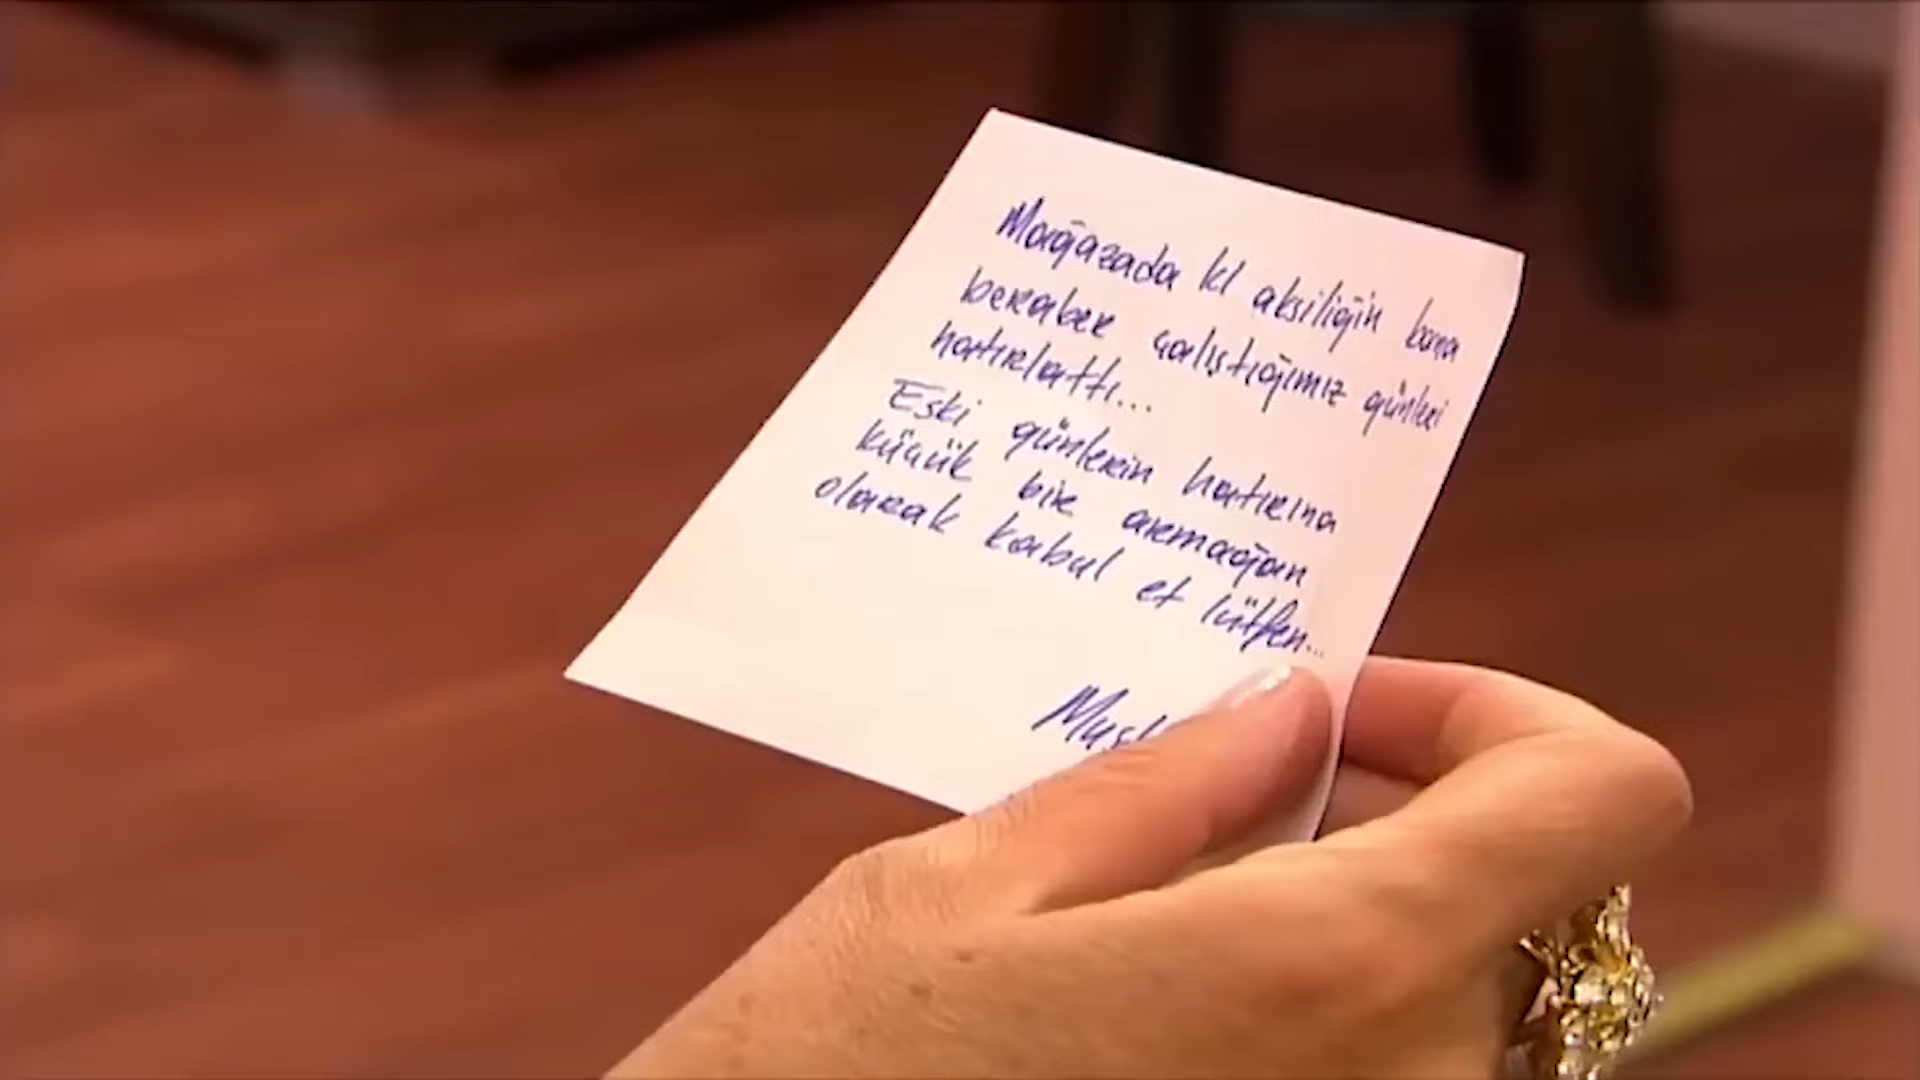 Mağazada ki aksiliğin bana
beraber çalıştığımız günleri
hatırlattı...
Eski günlerin hatırına
küçük bir armağan
olarak kabul et lütfen...